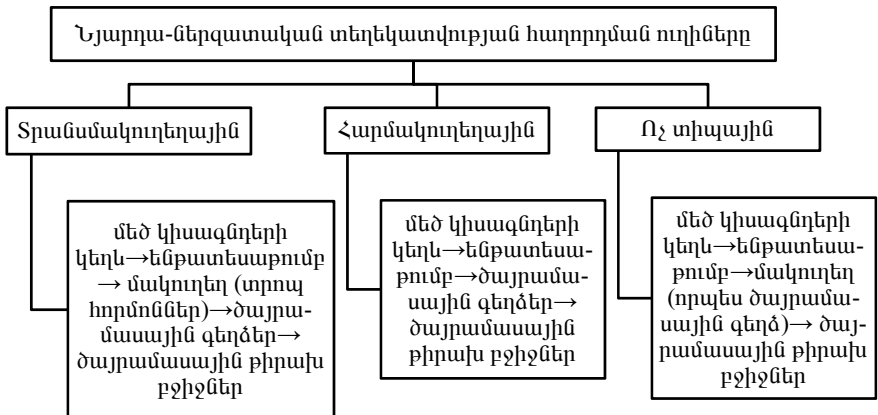 Նյարդա-ներզատական տեղեկատվության հաղորդման ուղիները
Տրանսմակուղեղային
Հարմակուղեղային
Ոչ տիպային
մեծ կիսագնդերի
կեղև→ենթատեսաթումբ
→ մակուղեղ (տրոպ
հորմոններ)→ծայրա-
մասային գեղձեր→
ծայրամասային թիրախ
բջիջներ
մեծ կիսագնդերի
կեղև→ենթատեսա-
թումբ→ծայրամա-
սային գեղձեր→
ծայրամասային
թիրախ բջիջներ
մեծ կիսագնդերի
կեղև→ենթատեսա-
թումբ→մակուղեղ
(որպես ծայրամա-
սային գեղձ)→ ծայ-
րամասային թիրախ
բջիջներ